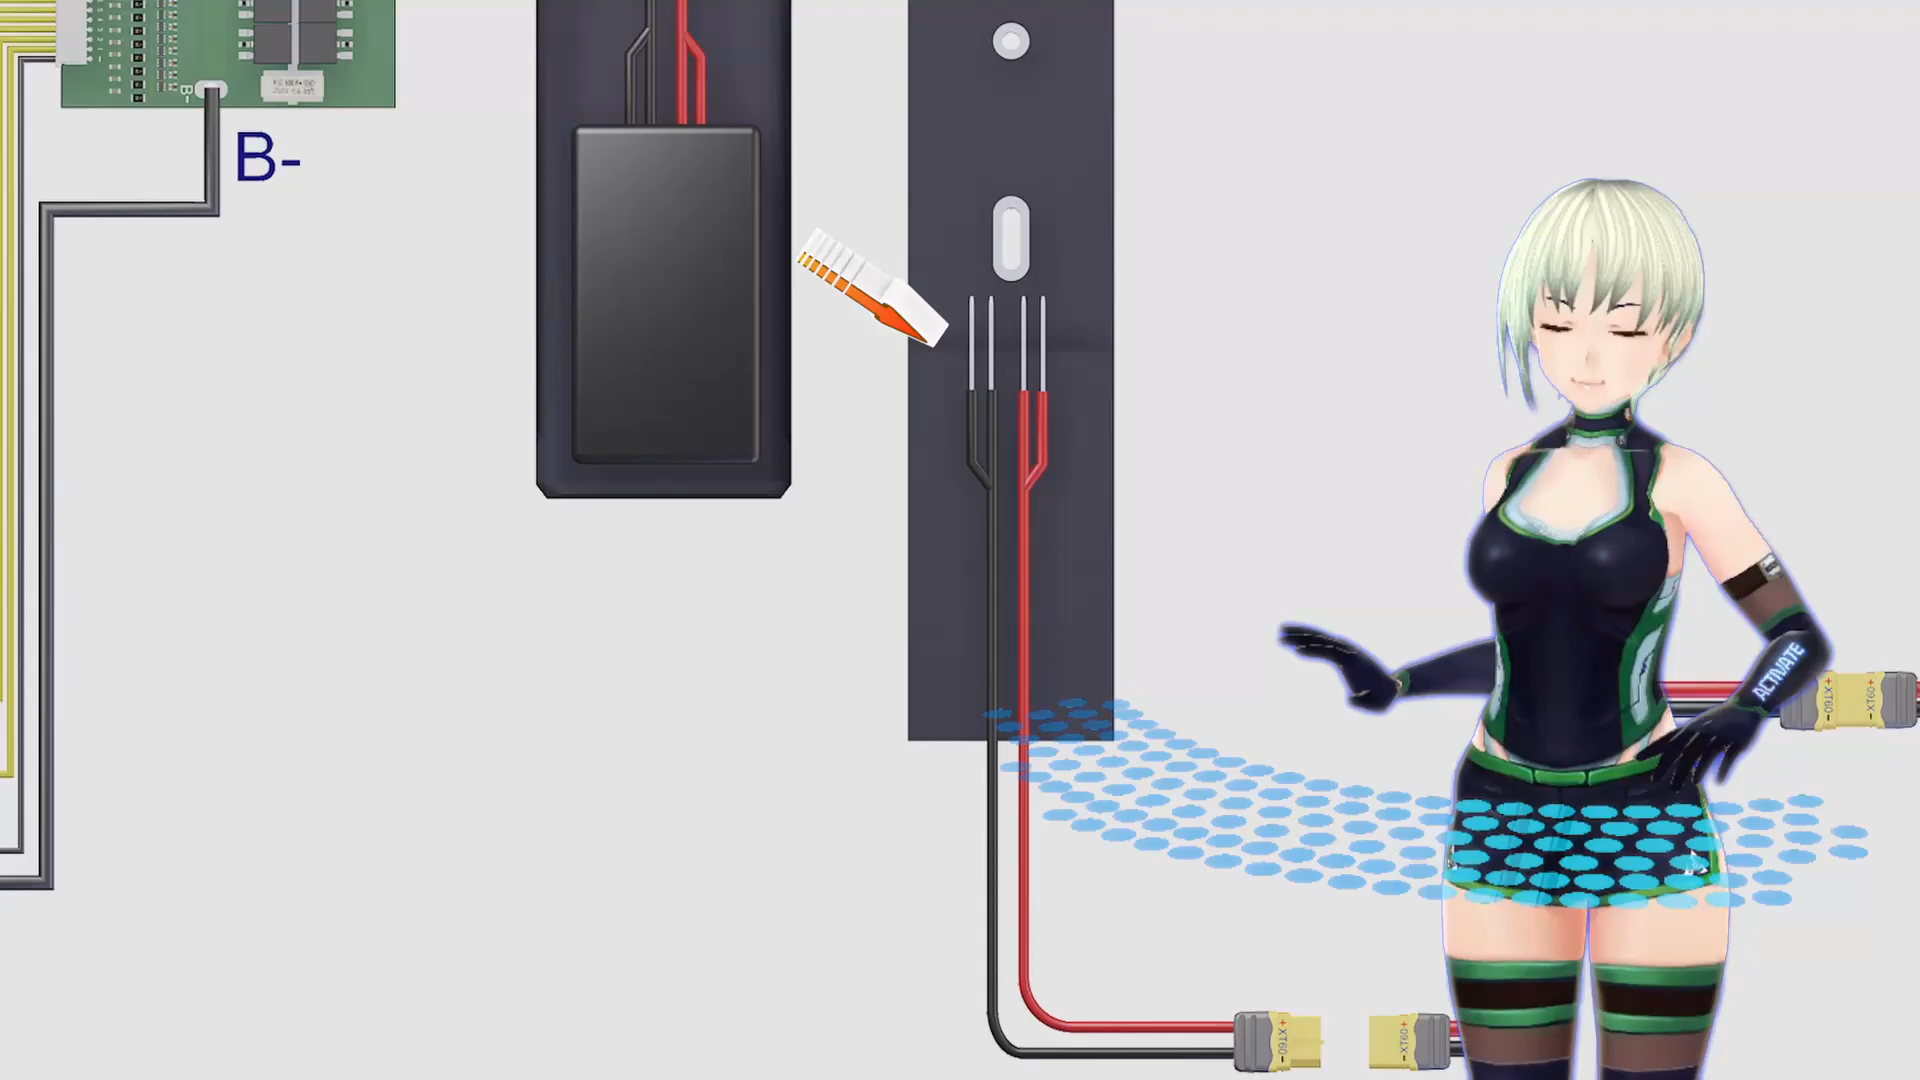 B-
B-
ACTIVATE
+XT60-
-XT60+
+XT60-
-XT60+